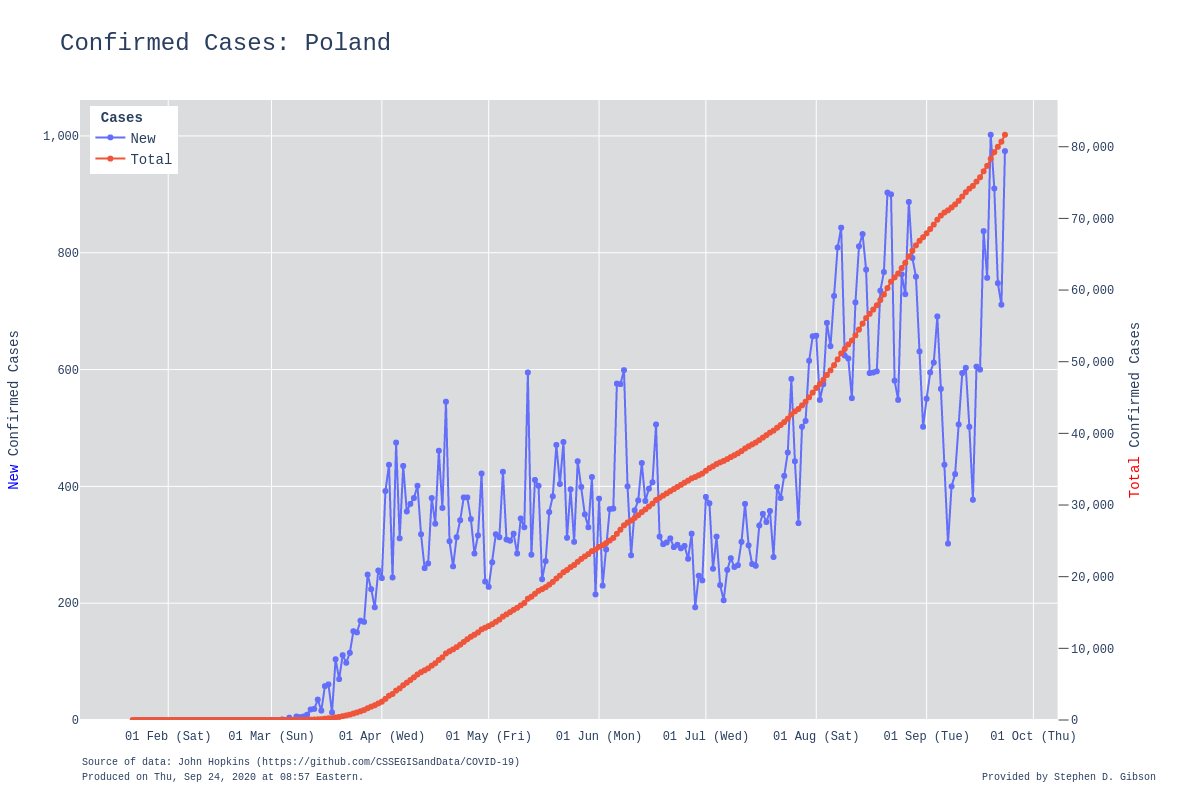 Confirmed Cases: Poland
Cases
New
Total
1,000
800
600
400
200
0
80,000
70,000
60,000
50,000
40,000
30,000
20,000
10,000
0
New Confirmed Cases
Total Confirmed Cases
01 Feb (Sat) 01 Mar (Sun) 01 Apr (Wed) 01 May (Fri) 01 Jun (Mon) 01 Jul (Wed) 01 Aug (Sat) 01 Sep (Tue) 01 Oct (Thu)
Source of data: John Hopkins (https://github.com/CSSEGISandData/COVID-19)
Produced on Thu, Sep 24, 2020 at 08:57 Eastern.
Provided by Stephen D. Gibson